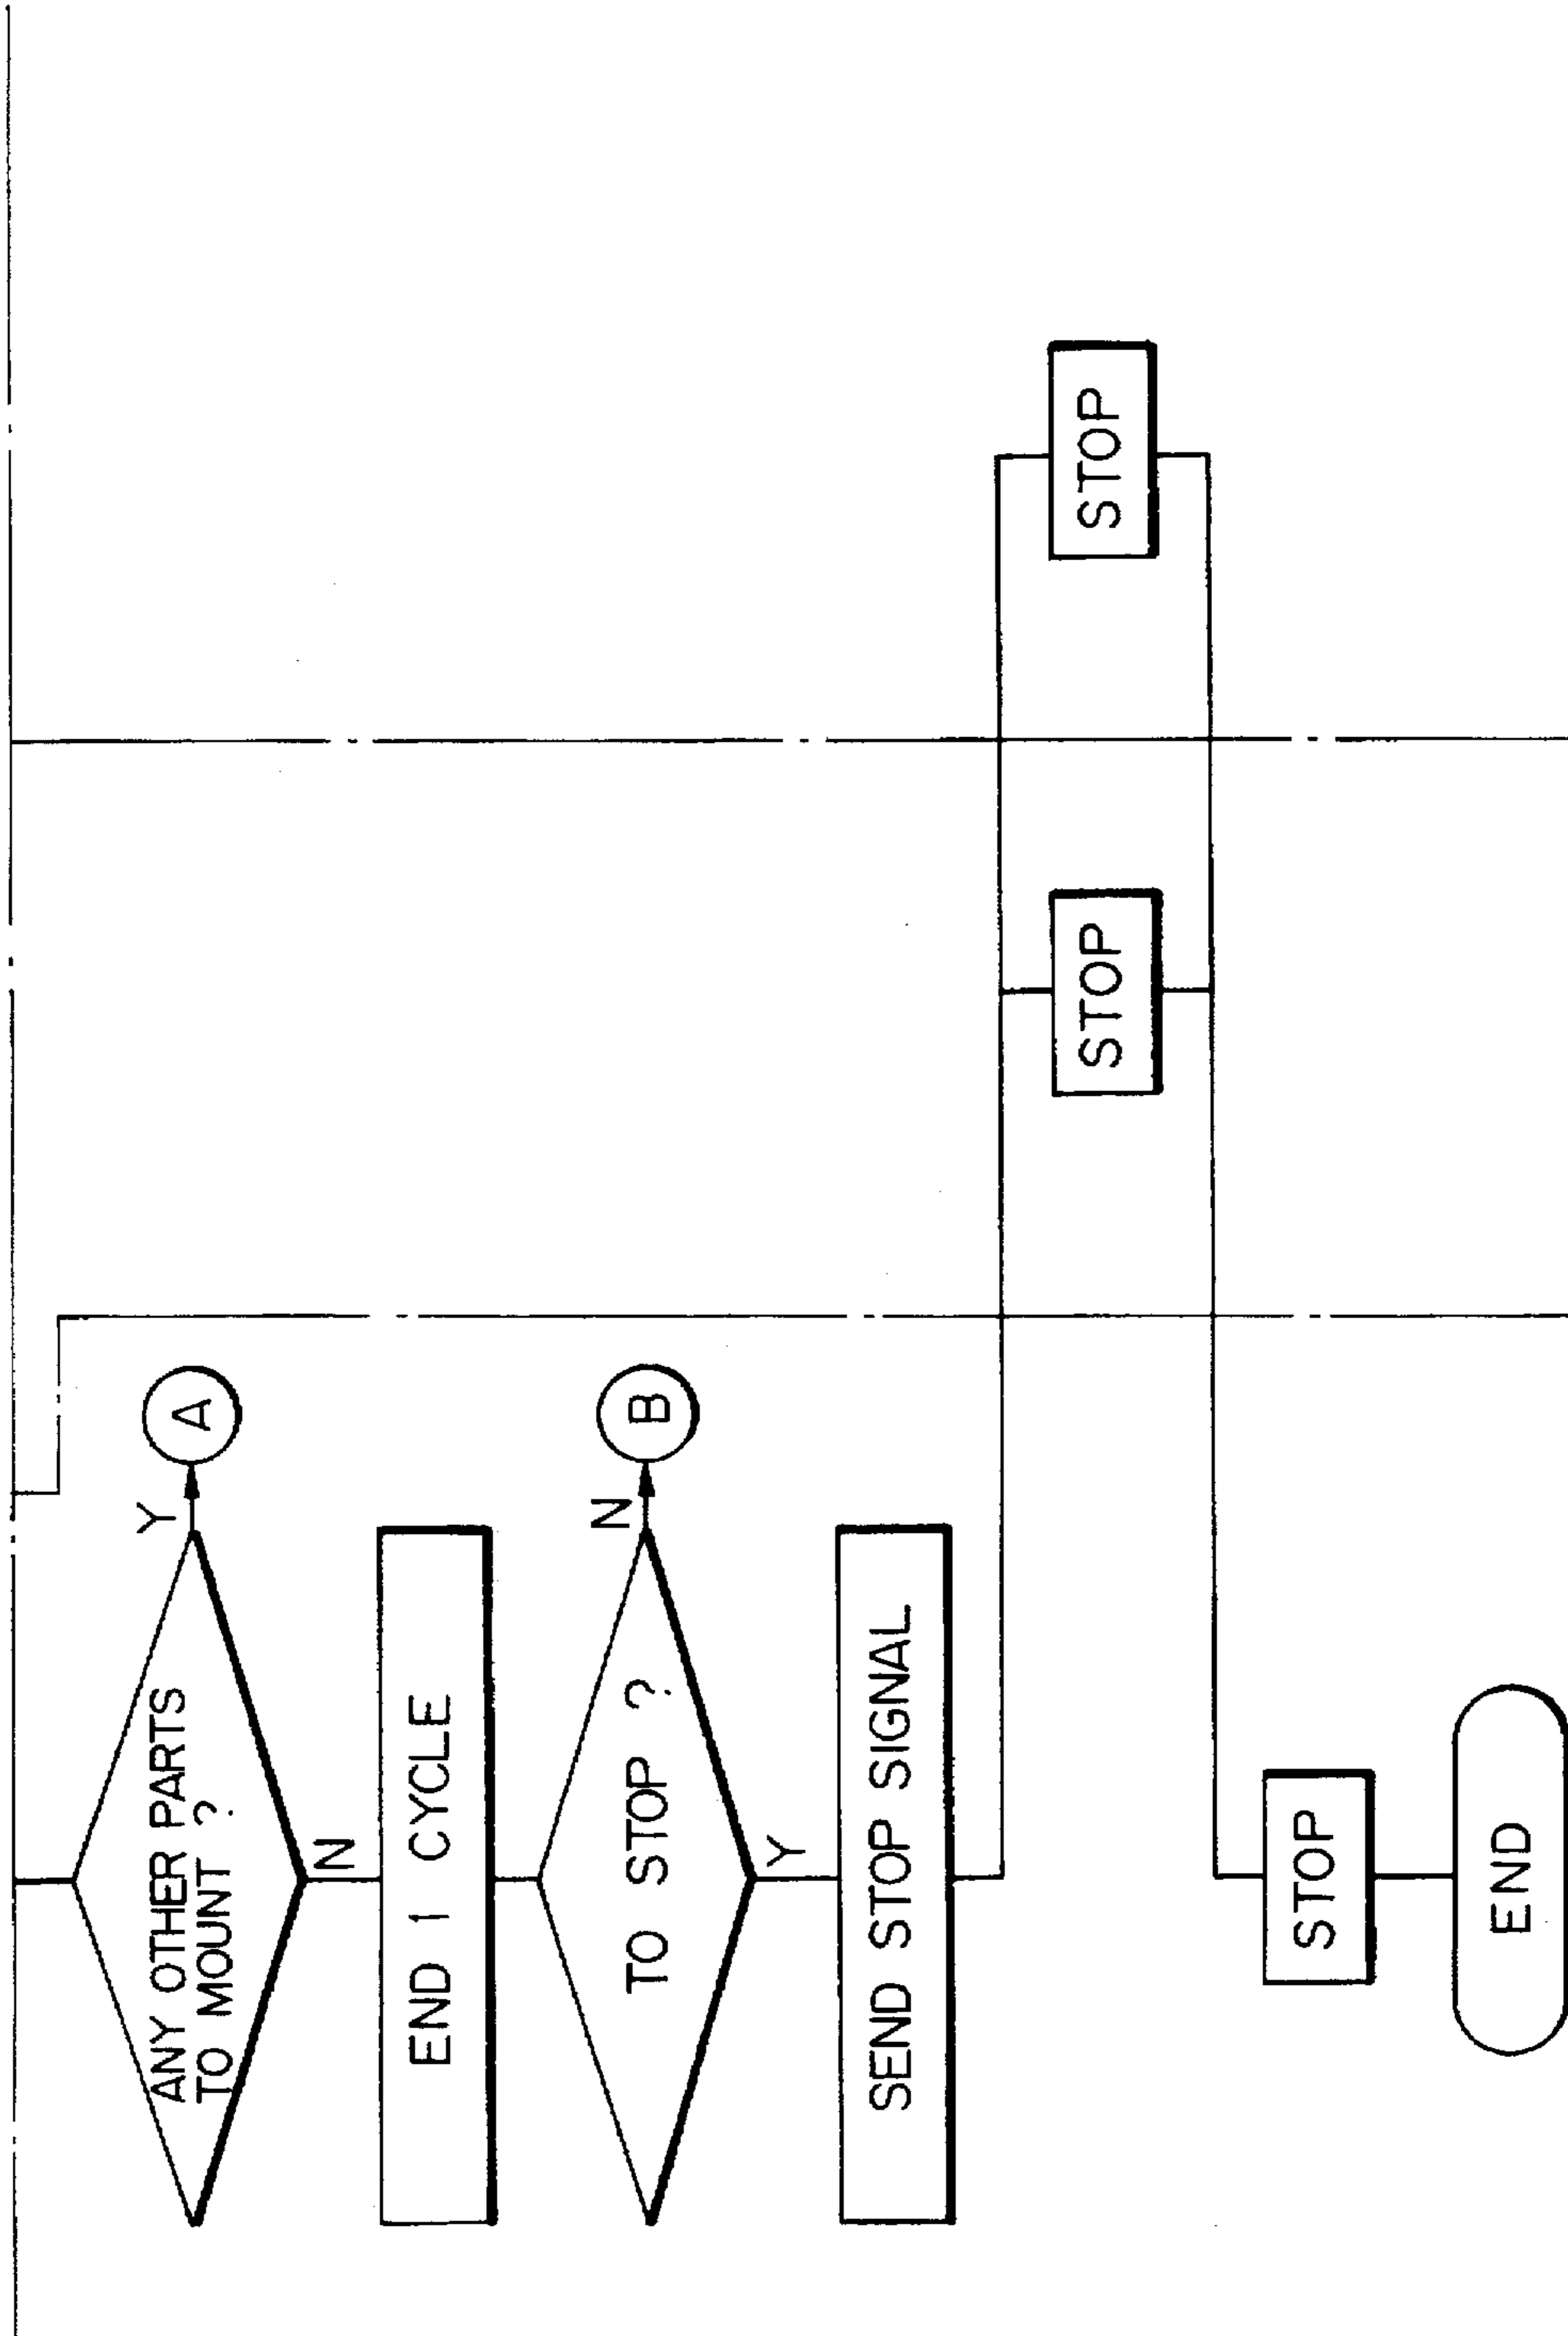 ANY OTHER PARTS
TO MOUNT ?
Y
A
N
END 1 CYCLE
TO STOP ?
N
B
Y
SEND STOP SIGNAL
STOP
STOP
STOP
END